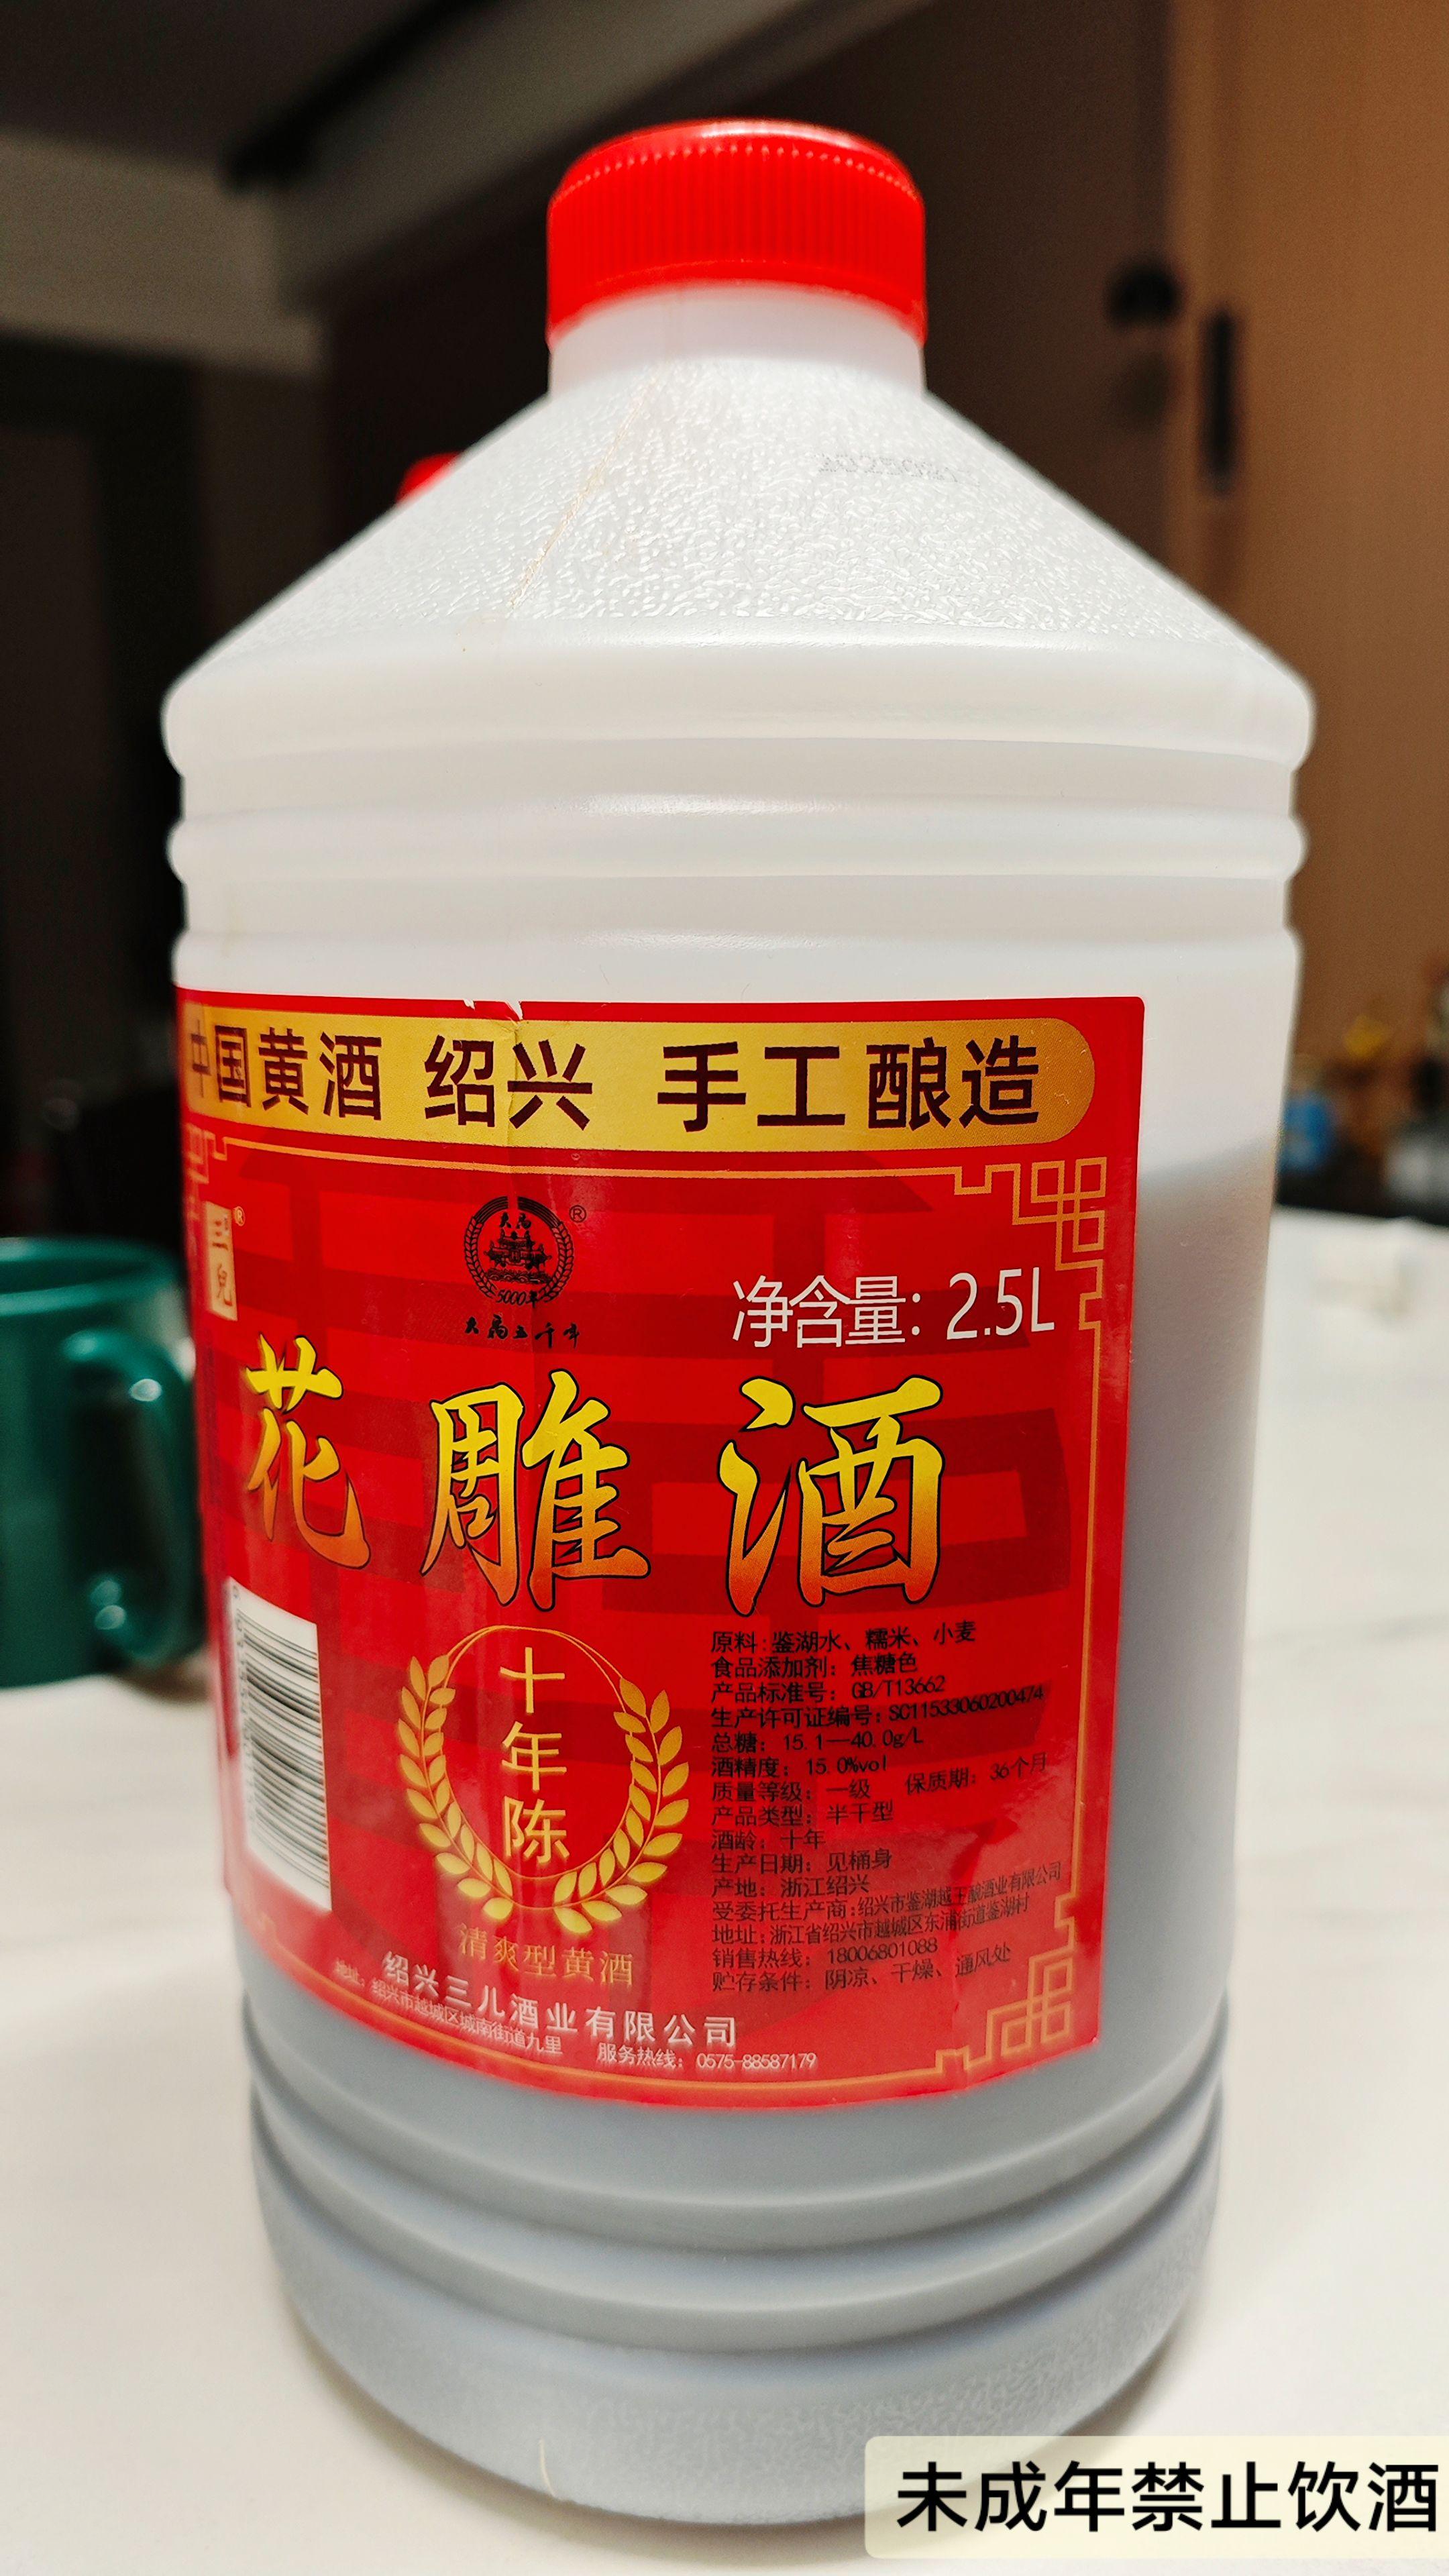 中国黄酒 绍兴 手工酿造
三兒®
大禹
5000年
®
大禹五千年
净含量: 2.5L
花雕酒
十年陈
清爽型黄酒
原料:鉴湖水、糯米、小麦
食品添加剂:焦糖色
产品标准号: GB/T13662
生产许可证编号:SC11533060200474
总糖: 15.1—40.0g/L
酒精度: 15.0%vol
质量等级: 一级 保质期: 36个月
产品类型: 半干型
酒龄: 十年
生产日期: 见桶身
产地: 浙江绍兴
受委托生产商:绍兴市鉴湖越王酿酒业有限公司
地址:浙江省绍兴市越城区东浦街道鉴湖村
销售热线: 18006801088
贮存条件: 阴凉、干燥、通风处
绍兴三儿酒业有限公司
地址: 绍兴市越城区城南街道九里 服务热线: 0575-88587179
未成年禁止饮酒